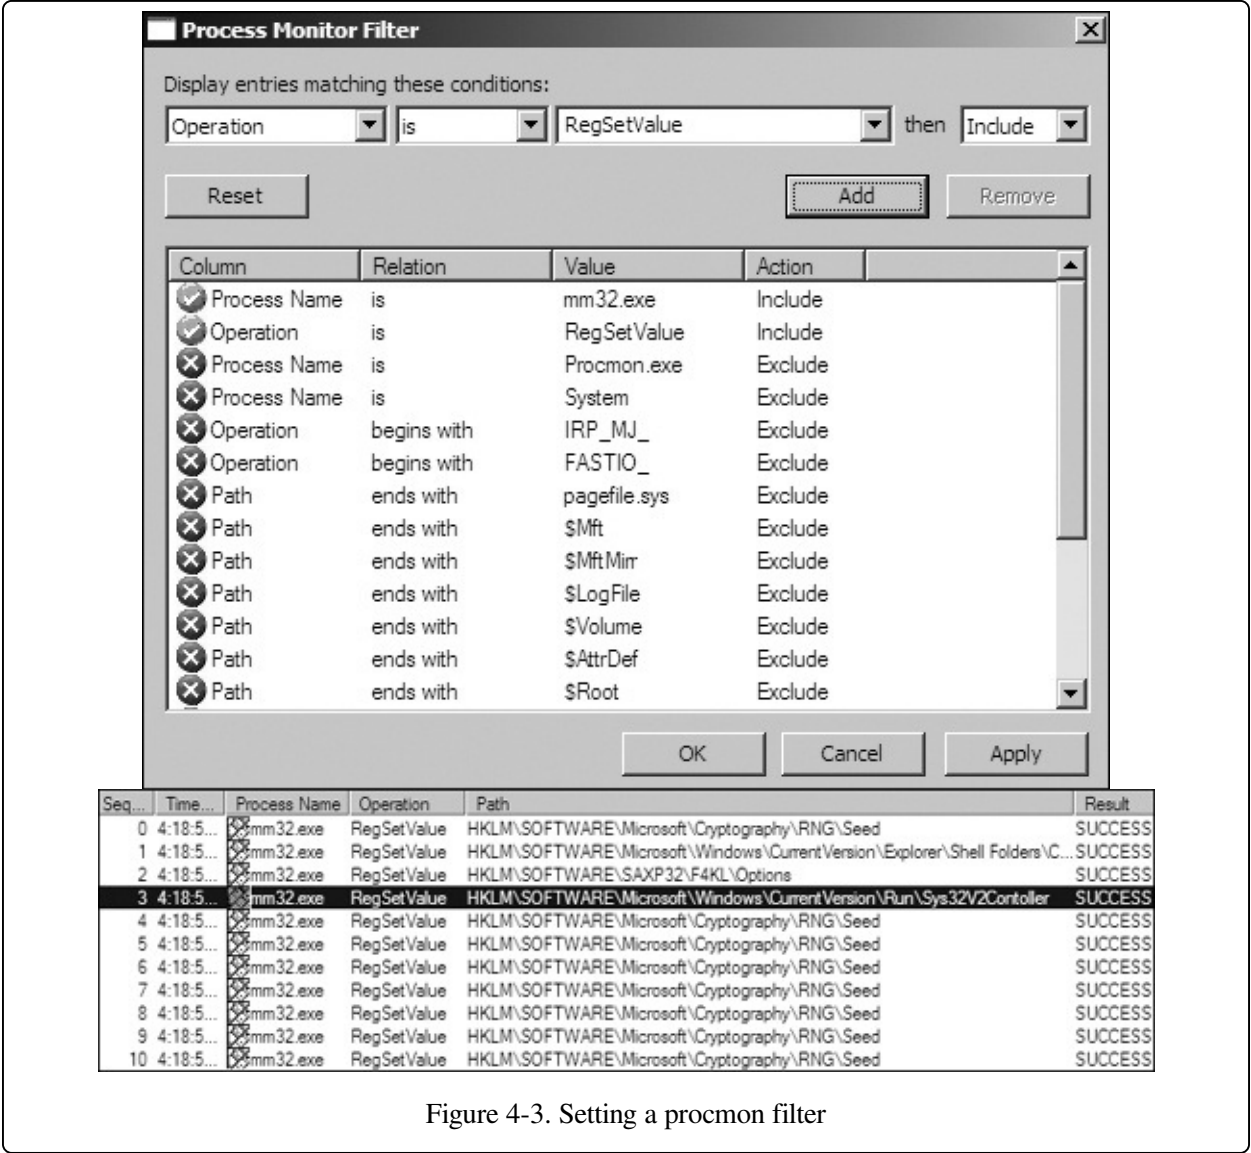 Process Monitor Filter
Display entries matching these conditions:
Operation is RegSetValue then Include
Reset Add Remove
Column Relation Value Action
Process Name is mm32.exe Include
Operation is RegSetValue Include
Process Name is Procmon.exe Exclude
Process Name is System Exclude
Operation begins with IRP_MJ_ Exclude
Operation begins with FASTIO_ Exclude
Path ends with pagefile.sys Exclude
Path ends with $Mft Exclude
Path ends with $MftMirr Exclude
Path ends with $LogFile Exclude
Path ends with $Volume Exclude
Path ends with $AttrDef Exclude
Path ends with $Root Exclude
OK Cancel Apply
Seq... Time... Process Name Operation Path Result
0 4:18:5... mm32.exe RegSetValue HKLM\SOFTWARE\Microsoft\Cryptography\RNG\Seed SUCCESS
1 4:18:5... mm32.exe RegSetValue HKLM\SOFTWARE\Microsoft\Windows\CurrentVersion\Explorer\Shell Folders\C... SUCCESS
2 4:18:5... mm32.exe RegSetValue HKLM\SOFTWARE\SAXP32\F4KL\Options SUCCESS
3 4:18:5... mm32.exe RegSetValue HKLM\SOFTWARE\Microsoft\Windows\CurrentVersion\Run\Sys32V2Contoller SUCCESS
4 4:18:5... mm32.exe RegSetValue HKLM\SOFTWARE\Microsoft\Cryptography\RNG\Seed SUCCESS
5 4:18:5... mm32.exe RegSetValue HKLM\SOFTWARE\Microsoft\Cryptography\RNG\Seed SUCCESS
6 4:18:5... mm32.exe RegSetValue HKLM\SOFTWARE\Microsoft\Cryptography\RNG\Seed SUCCESS
7 4:18:5... mm32.exe RegSetValue HKLM\SOFTWARE\Microsoft\Cryptography\RNG\Seed SUCCESS
8 4:18:5... mm32.exe RegSetValue HKLM\SOFTWARE\Microsoft\Cryptography\RNG\Seed SUCCESS
9 4:18:5... mm32.exe RegSetValue HKLM\SOFTWARE\Microsoft\Cryptography\RNG\Seed SUCCESS
10 4:18:5... mm32.exe RegSetValue HKLM\SOFTWARE\Microsoft\Cryptography\RNG\Seed SUCCESS
Figure 4-3. Setting a procmon filter